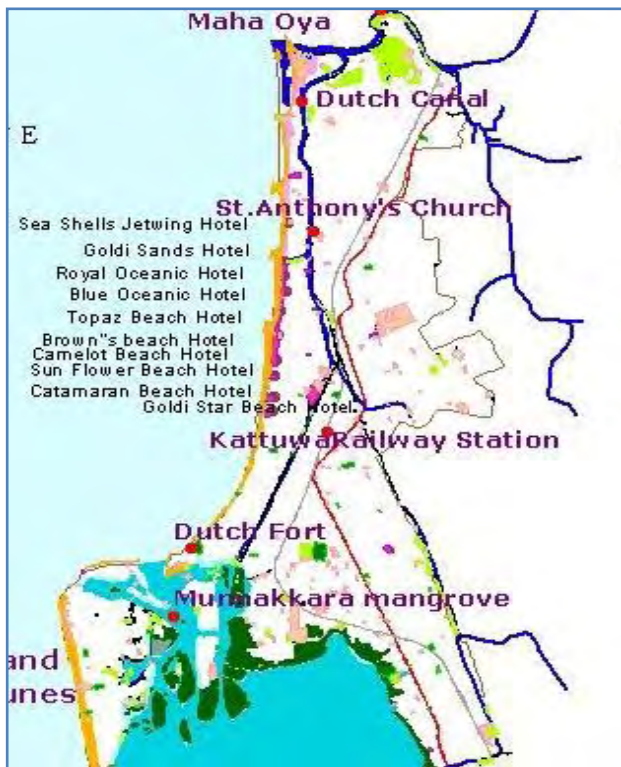 Maha Oya
Dutch Canal
E
St.Anthony's Church
Sea Shells Jetwing Hotel
Goldi Sands Hotel
Royal Oceanic Hotel
Blue Oceanic Hotel
Topaz Beach Hotel
Brown"s beach Hotel
Camelot Beach Hotel
Sun Flower Beach Hotel
Catamaran Beach Hotel
Goldi Star Beach Hotel.
KattuwaRailway Station
Dutch Fort
Munnakkara mangrove
and
unes